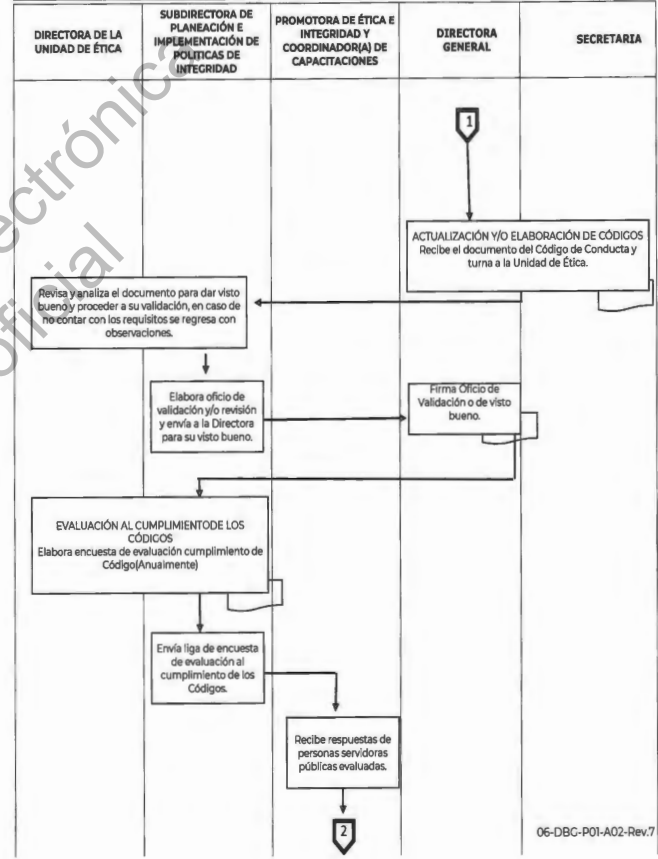 DIRECTORA DE LA
UNIDAD DE ÉTICA
SUBDIRECTORA DE
PLANEACIÓN E
IMPLEMENTACIÓN DE
POLITICAS DE
INTEGRIDAD
PROMOTORA DE ÉTICA E
INTEGRIDAD Y
COORDINADOR(A) DE
CAPACITACIONES
DIRECTORA
GENERAL
SECRETARIA
1
ACTUALIZACIÓN Y/O ELABORACIÓN DE CÓDIGOS
Recibe el documento del Código de Conducta y
turna a la Unidad de Ética.
Revisa y analiza el documento para dar visto
bueno y proceder a su validación, en caso de
no contar con los requisitos se regresa con
observaciones.
Elabora oficio de
validación y/o revisión
y envía a la Directora
para su visto bueno.
Firma Oficio de
Validación o de visto
bueno.
EVALUACIÓN AL CUMPLIMIENTODE LOS
CÓDIGOS
Elabora encuesta de evaluación cumplimiento de
Código(Anualmente)
Envía liga de encuesta
de evaluación al
cumplimiento de los
Códigos.
Recibe respuestas de
personas servidoras
públicas evaluadas.
2
06-DBG-P01-A02-Rev.7
ectrónica
oficial